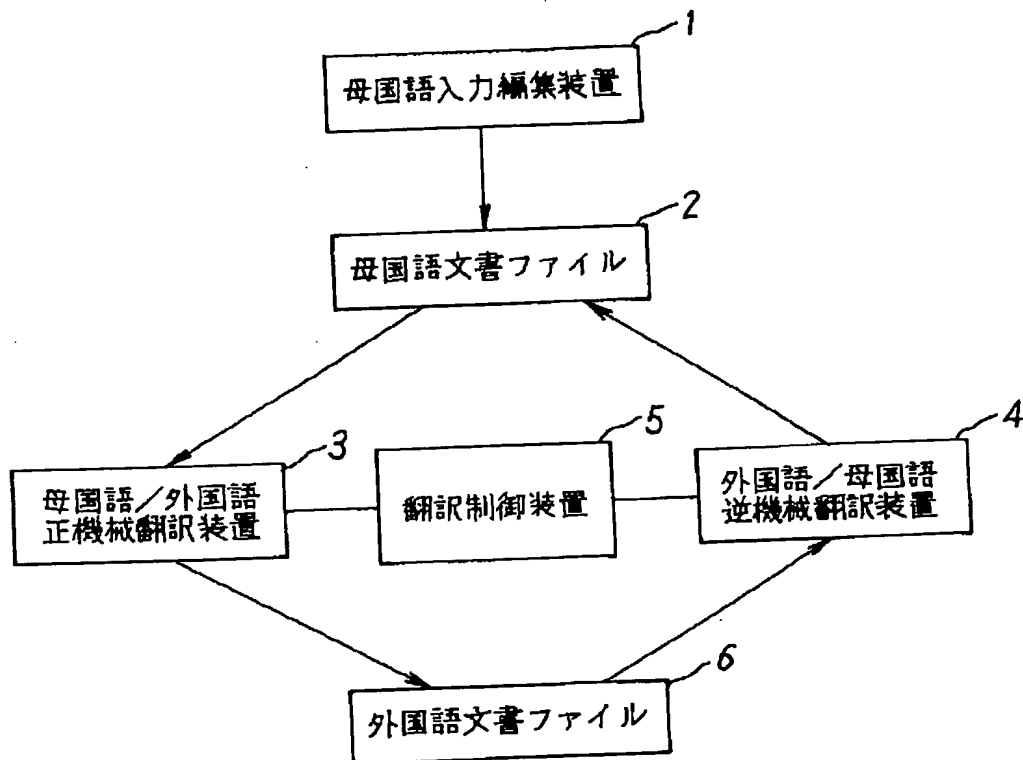 1
母国語入力編集装置
2
母国語文書ファイル
3
母国語/外国語
正機械翻訳装置
5
翻訳制御装置
4
外国語/母国語
逆機械翻訳装置
6
外国語文書ファイル